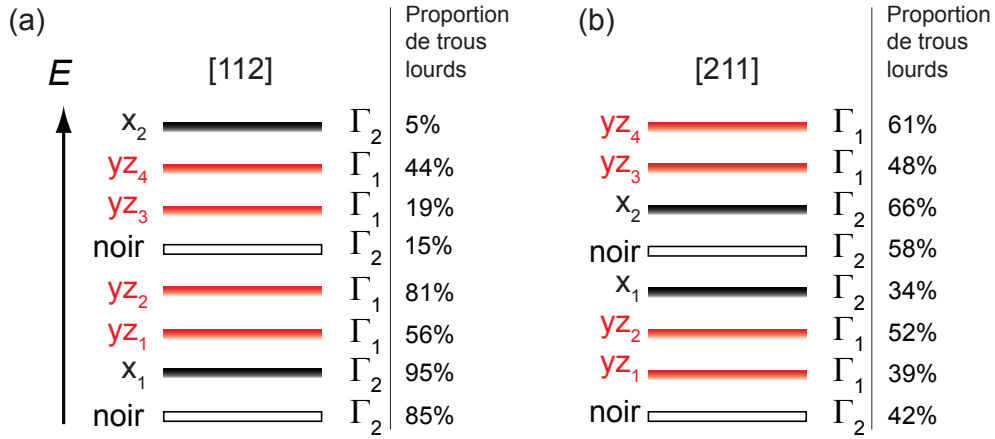 (a)
E
[112]
Proportion
de trous
lourds
x2 Γ2 5%
yz4 Γ1 44%
yz3 Γ1 19%
noir Γ2 15%
yz2 Γ1 81%
yz1 Γ1 56%
x1 Γ2 95%
noir Γ2 85%
(b)
[211]
Proportion
de trous
lourds
yz4 Γ1 61%
yz3 Γ1 48%
x2 Γ2 66%
noir Γ2 58%
x1 Γ2 34%
yz2 Γ1 52%
yz1 Γ1 39%
noir Γ2 42%